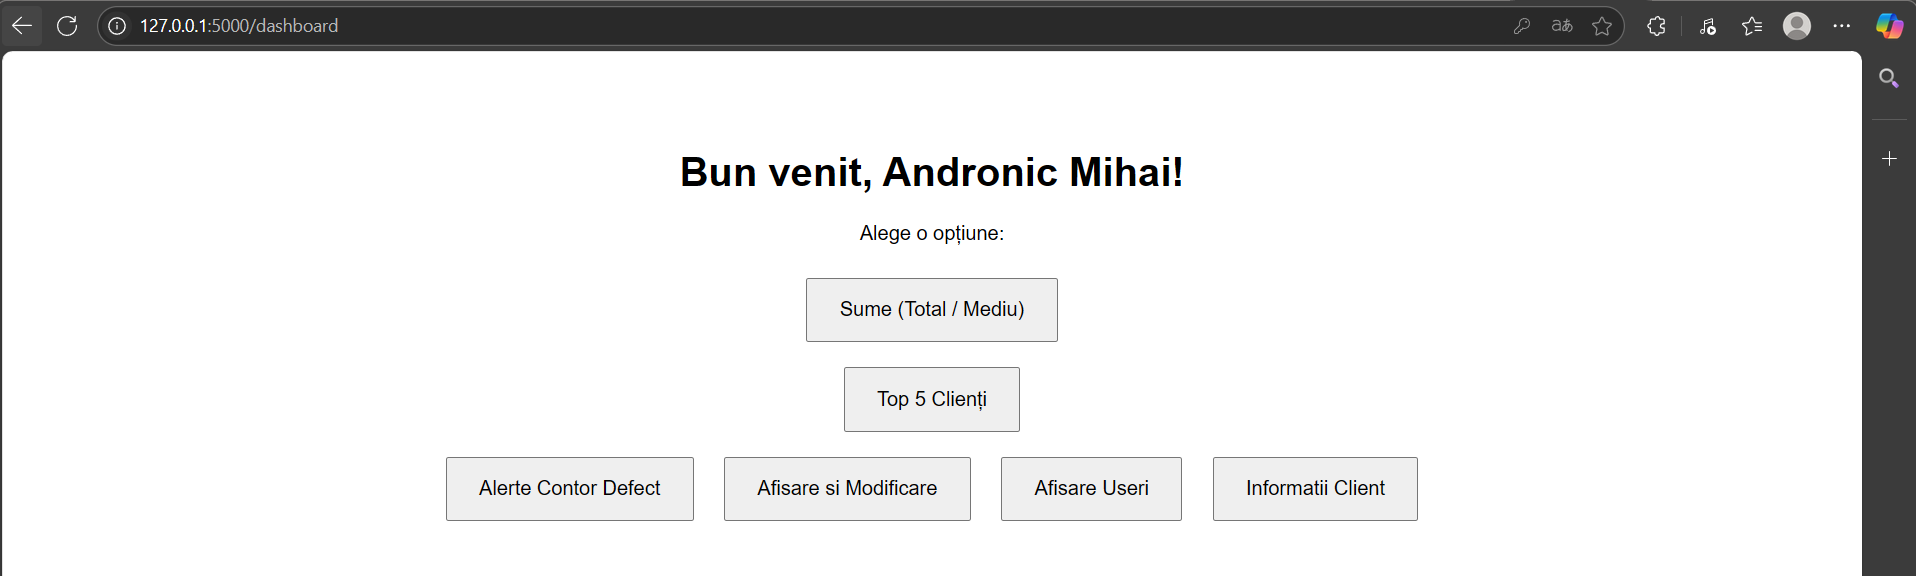 127.0.0.1:5000/dashboard
Bun venit, Andronic Mihai!
Alege o opțiune:
Sume (Total / Mediu)
Top 5 Clienți
Alerte Contor Defect Afisare si Modificare Afisare Useri Informatii Client